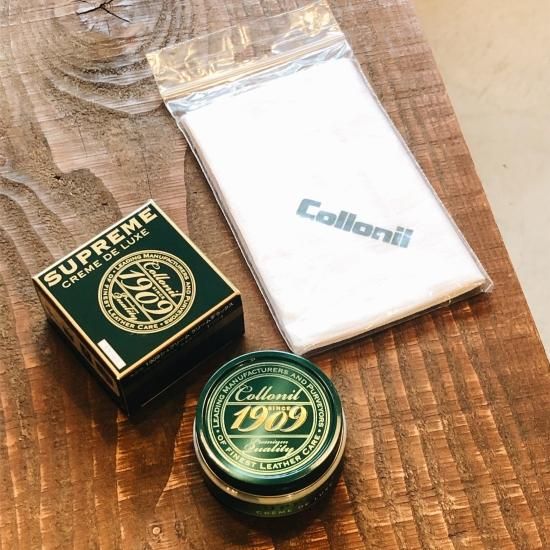 Collonil
SUPREME
CREME DE LUXE
LEADING MANUFACTURERS AND PURVEYORS
OF FINEST LEATHER CARE
Collonil
SINCE
1909
Premium
Quality
LEADING MANUFACTURERS AND PURVEYORS
OF FINEST LEATHER CARE
Collonil
SINCE
1909
Premium
Quality
CREME DE LUXE